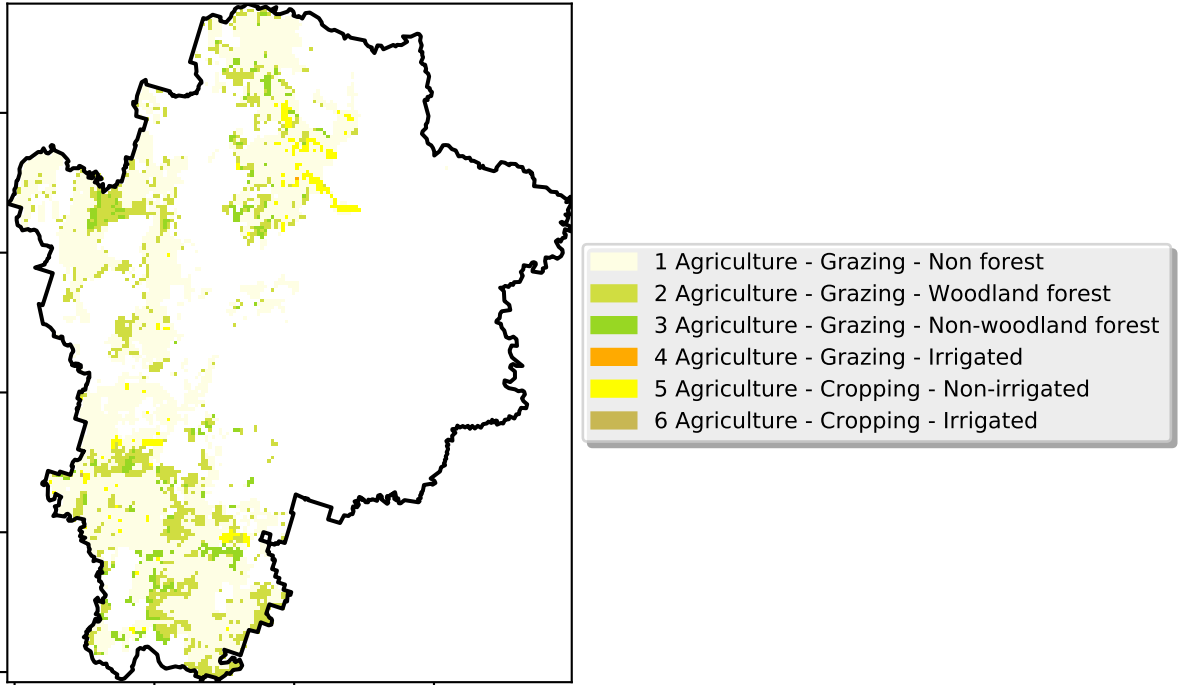 1 Agriculture - Grazing - Non forest
2 Agriculture - Grazing - Woodland forest
3 Agriculture - Grazing - Non-woodland forest
4 Agriculture - Grazing - Irrigated
5 Agriculture - Cropping - Non-irrigated
6 Agriculture - Cropping - Irrigated